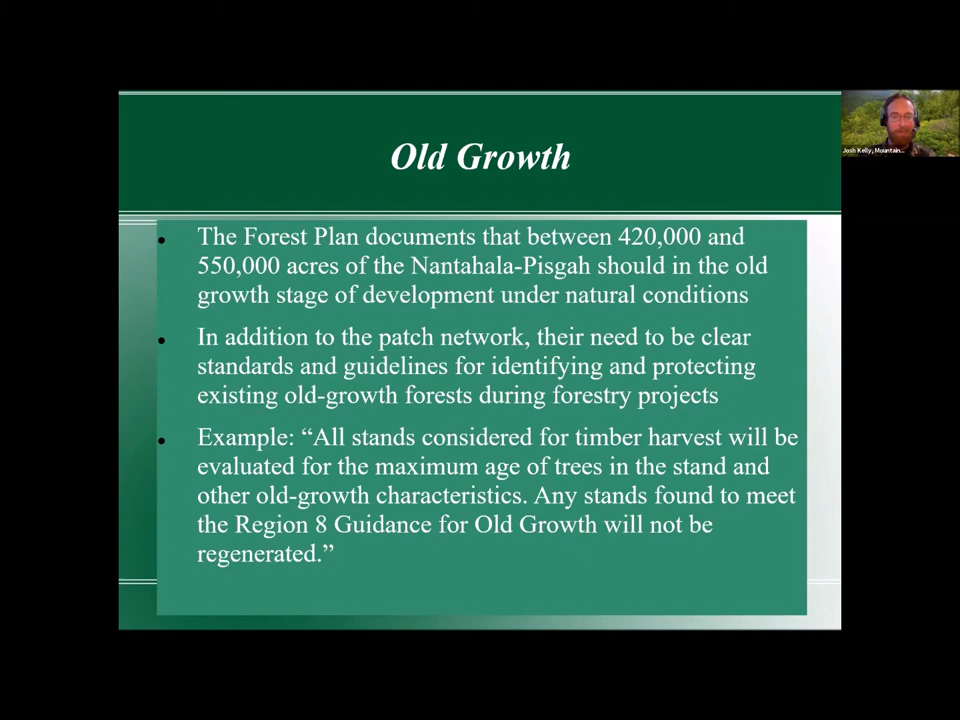 Old Growth
Josh Kelly, Mountain...
The Forest Plan documents that between 420,000 and
550,000 acres of the Nantahala-Pisgah should in the old
growth stage of development under natural conditions
In addition to the patch network, their need to be clear
standards and guidelines for identifying and protecting
existing old-growth forests during forestry projects
Example: “All stands considered for timber harvest will be
evaluated for the maximum age of trees in the stand and
other old-growth characteristics. Any stands found to meet
the Region 8 Guidance for Old Growth will not be
regenerated.”